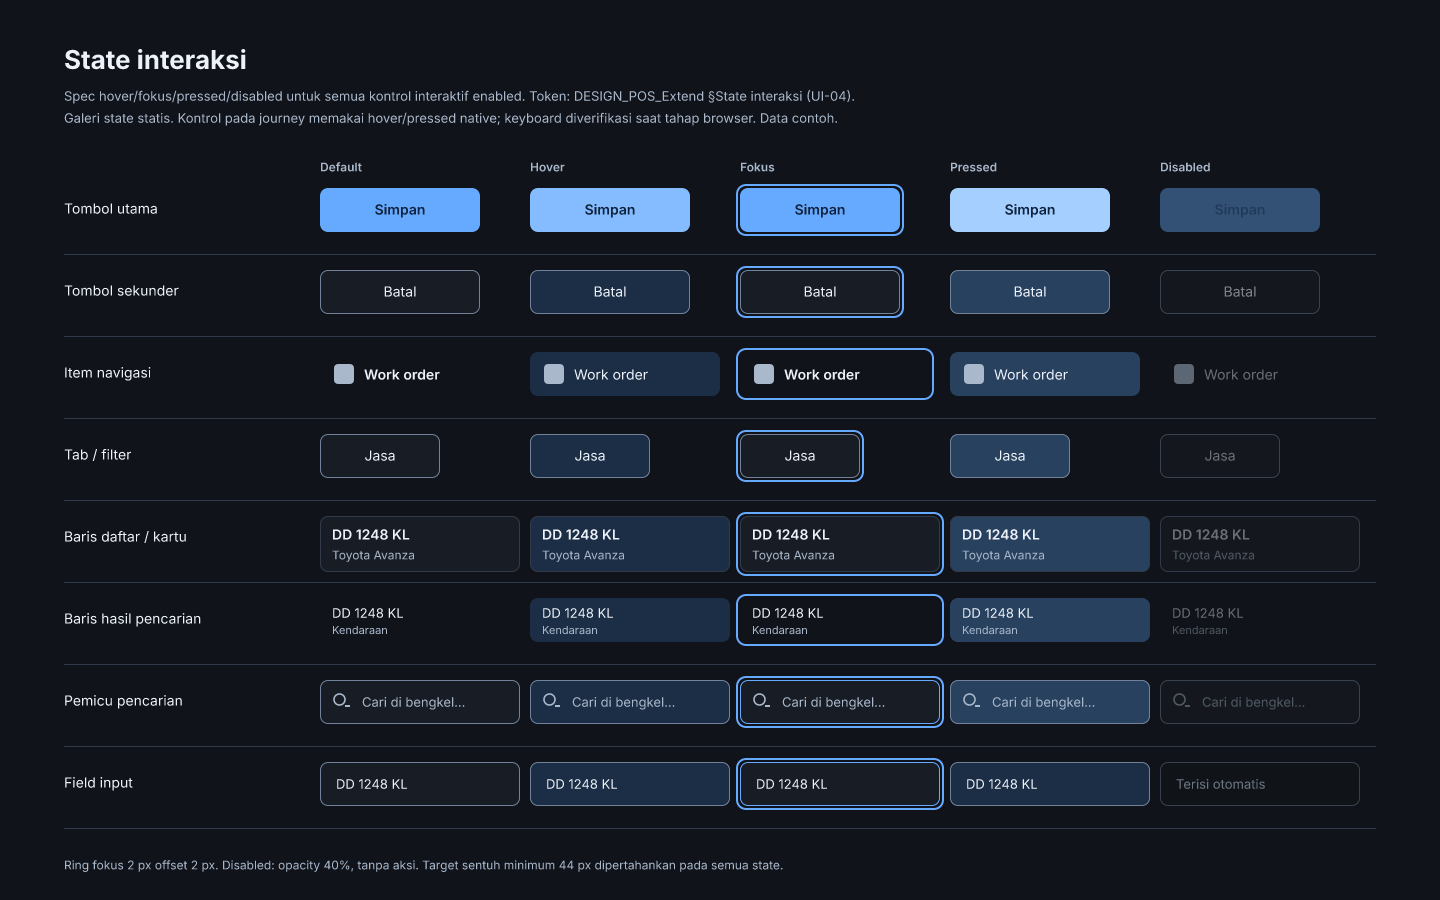 State interaksi
Spec hover/fokus/pressed/disabled untuk semua kontrol interaktif enabled. Token: DESIGN_POS_Extend §State interaksi (UI-04).
Galeri state statis. Kontrol pada journey memakai hover/pressed native; keyboard diverifikasi saat tahap browser. Data contoh.
Default Hover Fokus Pressed Disabled
Tombol utama Simpan Simpan Simpan Simpan Simpan
Tombol sekunder Batal Batal Batal Batal Batal
Item navigasi Work order Work order Work order Work order Work order
Tab / filter Jasa Jasa Jasa Jasa Jasa
Baris daftar / kartu DD 1248 KL DD 1248 KL DD 1248 KL DD 1248 KL DD 1248 KL
Toyota Avanza Toyota Avanza Toyota Avanza Toyota Avanza Toyota Avanza
Baris hasil pencarian DD 1248 KL DD 1248 KL DD 1248 KL DD 1248 KL DD 1248 KL
Kendaraan Kendaraan Kendaraan Kendaraan Kendaraan
Pemicu pencarian Cari di bengkel... Cari di bengkel... Cari di bengkel... Cari di bengkel... Cari di bengkel...
Field input DD 1248 KL DD 1248 KL DD 1248 KL DD 1248 KL Terisi otomatis
Ring fokus 2 px offset 2 px. Disabled: opacity 40%, tanpa aksi. Target sentuh minimum 44 px dipertahankan pada semua state.